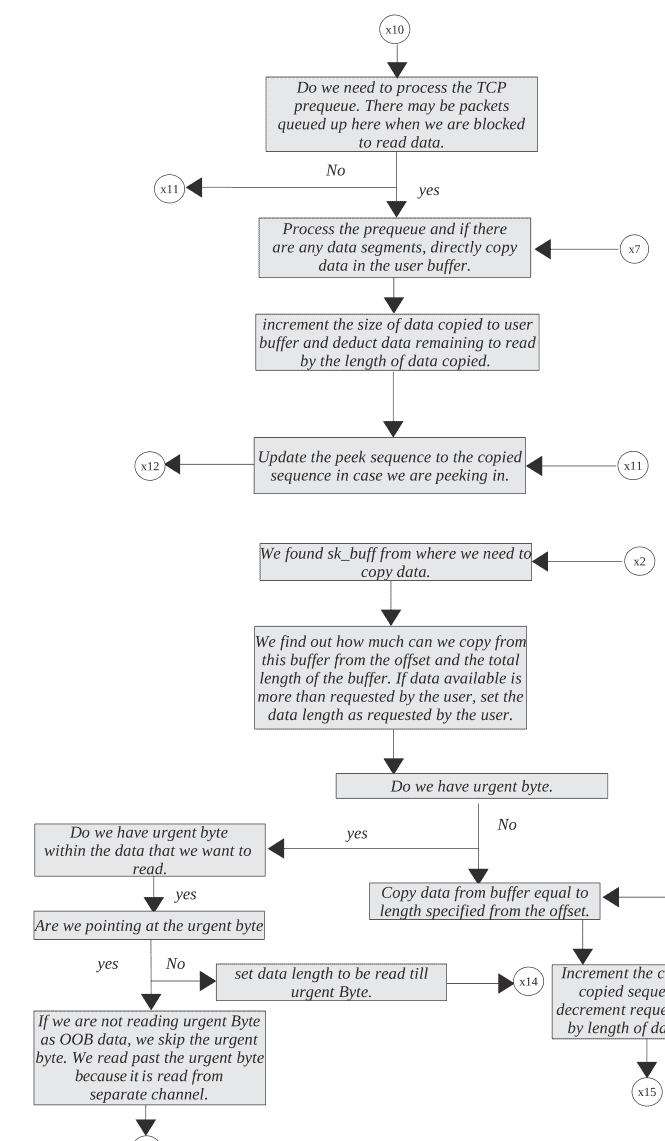 x10
Do we need to process the TCP
prequeue. There may be packets
queued up here when we are blocked
to read data.
No
x11
yes
Process the prequeue and if there
are any data segments, directly copy
data in the user buffer.
x7
increment the size of data copied to user
buffer and deduct data remaining to read
by the length of data copied.
x12
Update the peek sequence to the copied
sequence in case we are peeking in.
x11
We found sk_buff from where we need to
copy data.
x2
We find out how much can we copy from
this buffer from the offset and the total
length of the buffer. If data available is
more than requested by the user, set the
data length as requested by the user.
Do we have urgent byte.
yes
No
Do we have urgent byte
within the data that we want to
read.
yes
Copy data from buffer equal to
length specified from the offset.
Are we pointing at the urgent byte
yes
No
set data length to be read till
urgent Byte.
x14
Increment the c
copied seque
decrement reque
by length of da
x15
If we are not reading urgent Byte
as OOB data, we skip the urgent
byte. We read past the urgent byte
because it is read from
separate channel.